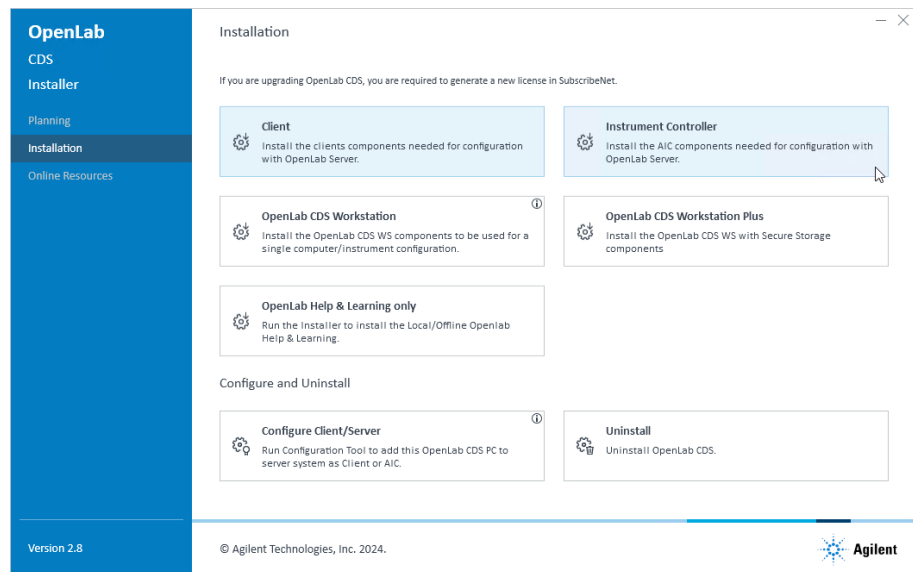 OpenLab
CDS
Installer
Planning
Installation
Online Resources
Version 2.8
Installation
If you are upgrading OpenLab CDS, you are required to generate a new license in SubscribeNet.
Client
Install the clients components needed for configuration
with OpenLab Server.
Instrument Controller
Install the AIC components needed for configuration with
OpenLab Server.
OpenLab CDS Workstation
Install the OpenLab CDS WS components to be used for a
single computer/instrument configuration.
OpenLab CDS Workstation Plus
Install the OpenLab CDS WS with Secure Storage
components
OpenLab Help & Learning only
Run the Installer to install the Local/Offline Openlab
Help & Learning.
Configure and Uninstall
Configure Client/Server
Run Configuration Tool to add this OpenLab CDS PC to
server system as Client or AIC.
Uninstall
Uninstall OpenLab CDS.
© Agilent Technologies, Inc. 2024.
Agilent